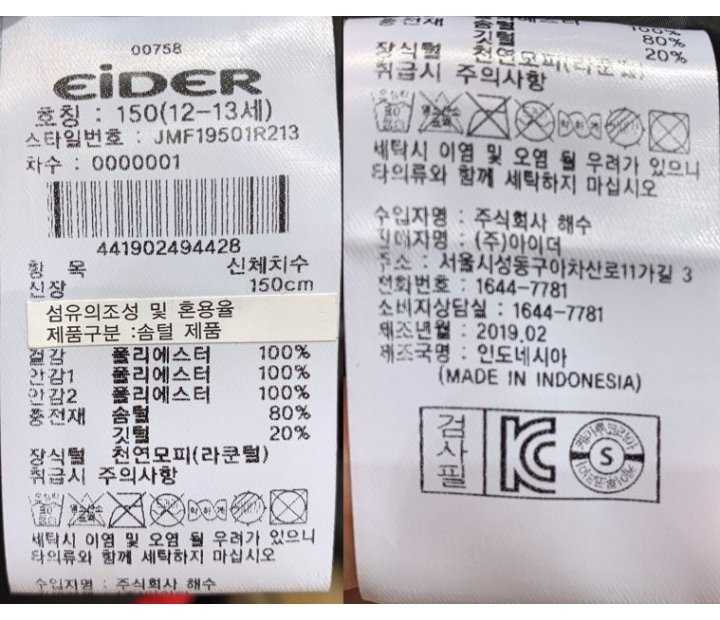 00758
EiDER
호칭 : 150(12-13세)
스타일번호 : JMF19501R213
차수 : 0000001
441902494428
항 목 신체치수
신장 150cm
섬유의조성 및 혼용율
제품구분 :솜털 제품
겉감 폴리에스터 100%
안감1 폴리에스터 100%
안감2 폴리에스터 100%
충전재 솜털 80%
깃털 20%
장식털 천연모피(라쿤털)
취급시 주의사항
세탁시 이염 및 오염 될 우려가 있으니
타의류와 함께 세탁하지 마십시오
수입자명 : 주식회사 해수
100%
충전재 솜털 80%
깃털 20%
장식털 천연모피(라쿤털)
취급시 주의사항
세탁시 이염 및 오염 될 우려가 있으니
타의류와 함께 세탁하지 마십시오
수입자명 : 주식회사 해수
판매자명 : (주)아이더
주소 : 서울시성동구아차산로11가길 3
전화번호 : 1644-7781
소비자상담실 : 1644-7781
제조년월 : 2019.02
제조국명 : 인도네시아
(MADE IN INDONESIA)
검사필
KC
S